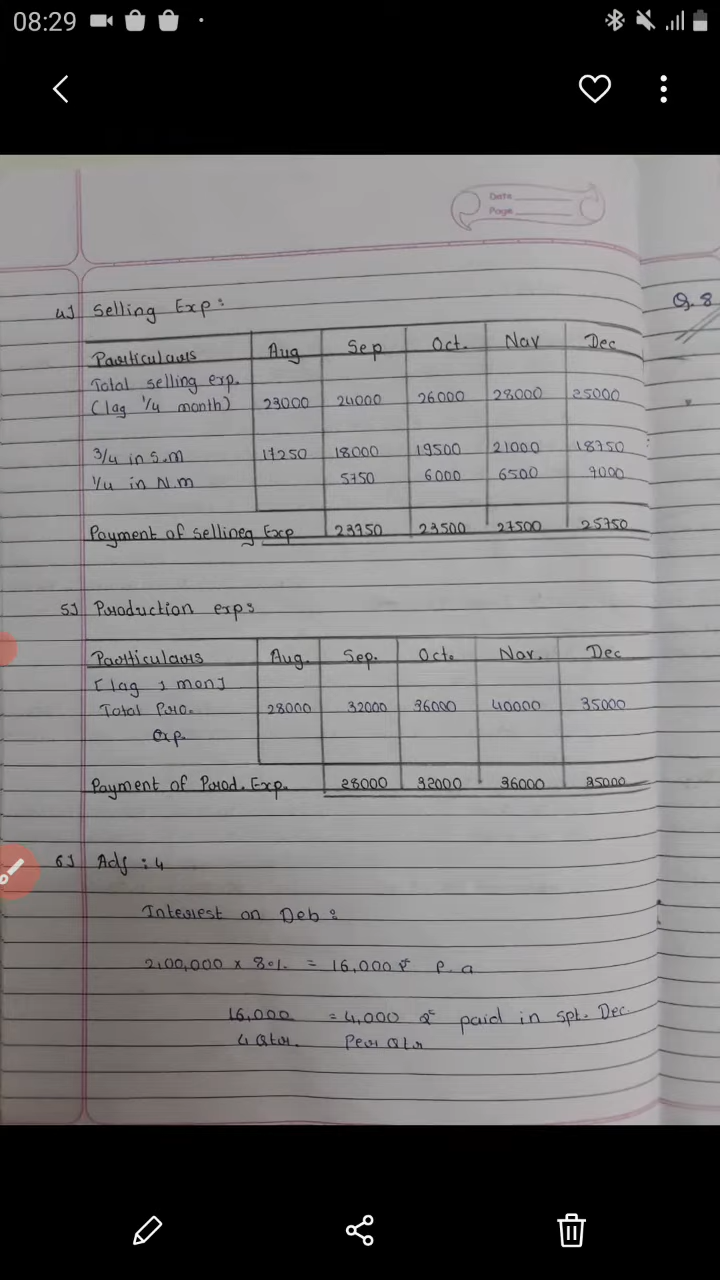 08:29
Date
Page
Q. 8
4] Selling Exp:
Particulars Aug Sep Oct. Nov Dec
Total selling exp.
(lag 1/4 month) 23000 24000 26000 28000 25000
3/4 in S.m 17250 18000 19500 21000 18750
1/4 in N.m 5750 6000 6500 7000
Payment of selling Exp 23750 23500 27500 25750
5] Production exps
Particulars Aug. Sep. Oct. Nov. Dec
[lag 1 mon]
Total Pro. 28000 32000 36000 40000 35000
exp.
Payment of Prod. Exp. 28000 32000 36000 35000
6] Adj : 4
Interest on Deb :
2,00,000 x 8% = 16,000 ₹ P.a
16,000 = 4,000 ₹ paid in Spt. Dec.
4 Qtr. Per Qtr